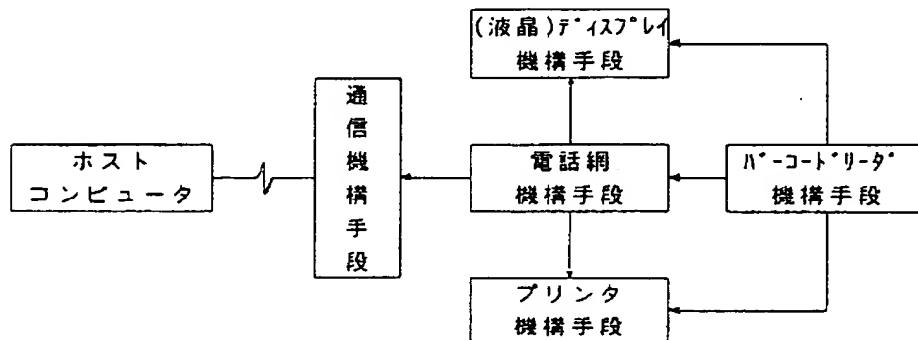 (液晶)ディスプレイ
機構手段
通
信
機
構
手
段
ホスト
コンピュータ
電話網
機構手段
バーコードリーダ
機構手段
プリンタ
機構手段